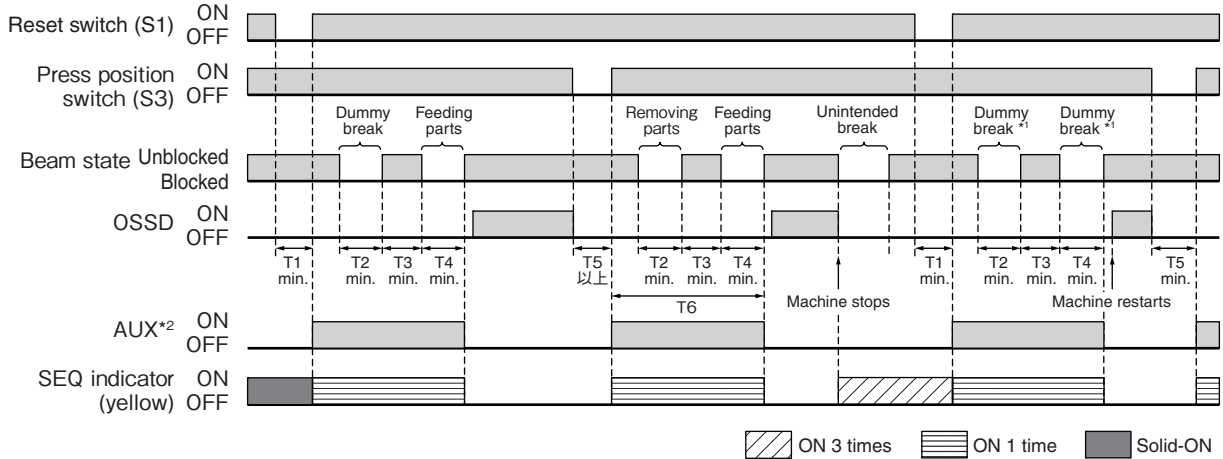 Reset switch (S1) ON
OFF
Press position switch (S3) ON
OFF
Dummy break
Feeding parts
Removing parts
Feeding parts
Unintended break
Dummy break *1
Dummy break *1
Beam state Unblocked
Blocked
OSSD ON
OFF
T1 min.
T2 min.
T3 min.
T4 min.
T5 以上
T2 min.
T3 min.
T4 min.
T1 min.
T2 min.
T3 min.
T4 min.
T5 min.
T6
Machine stops
Machine restarts
AUX*2 ON
OFF
SEQ indicator (yellow) ON
OFF
ON 3 times
ON 1 time
Solid-ON